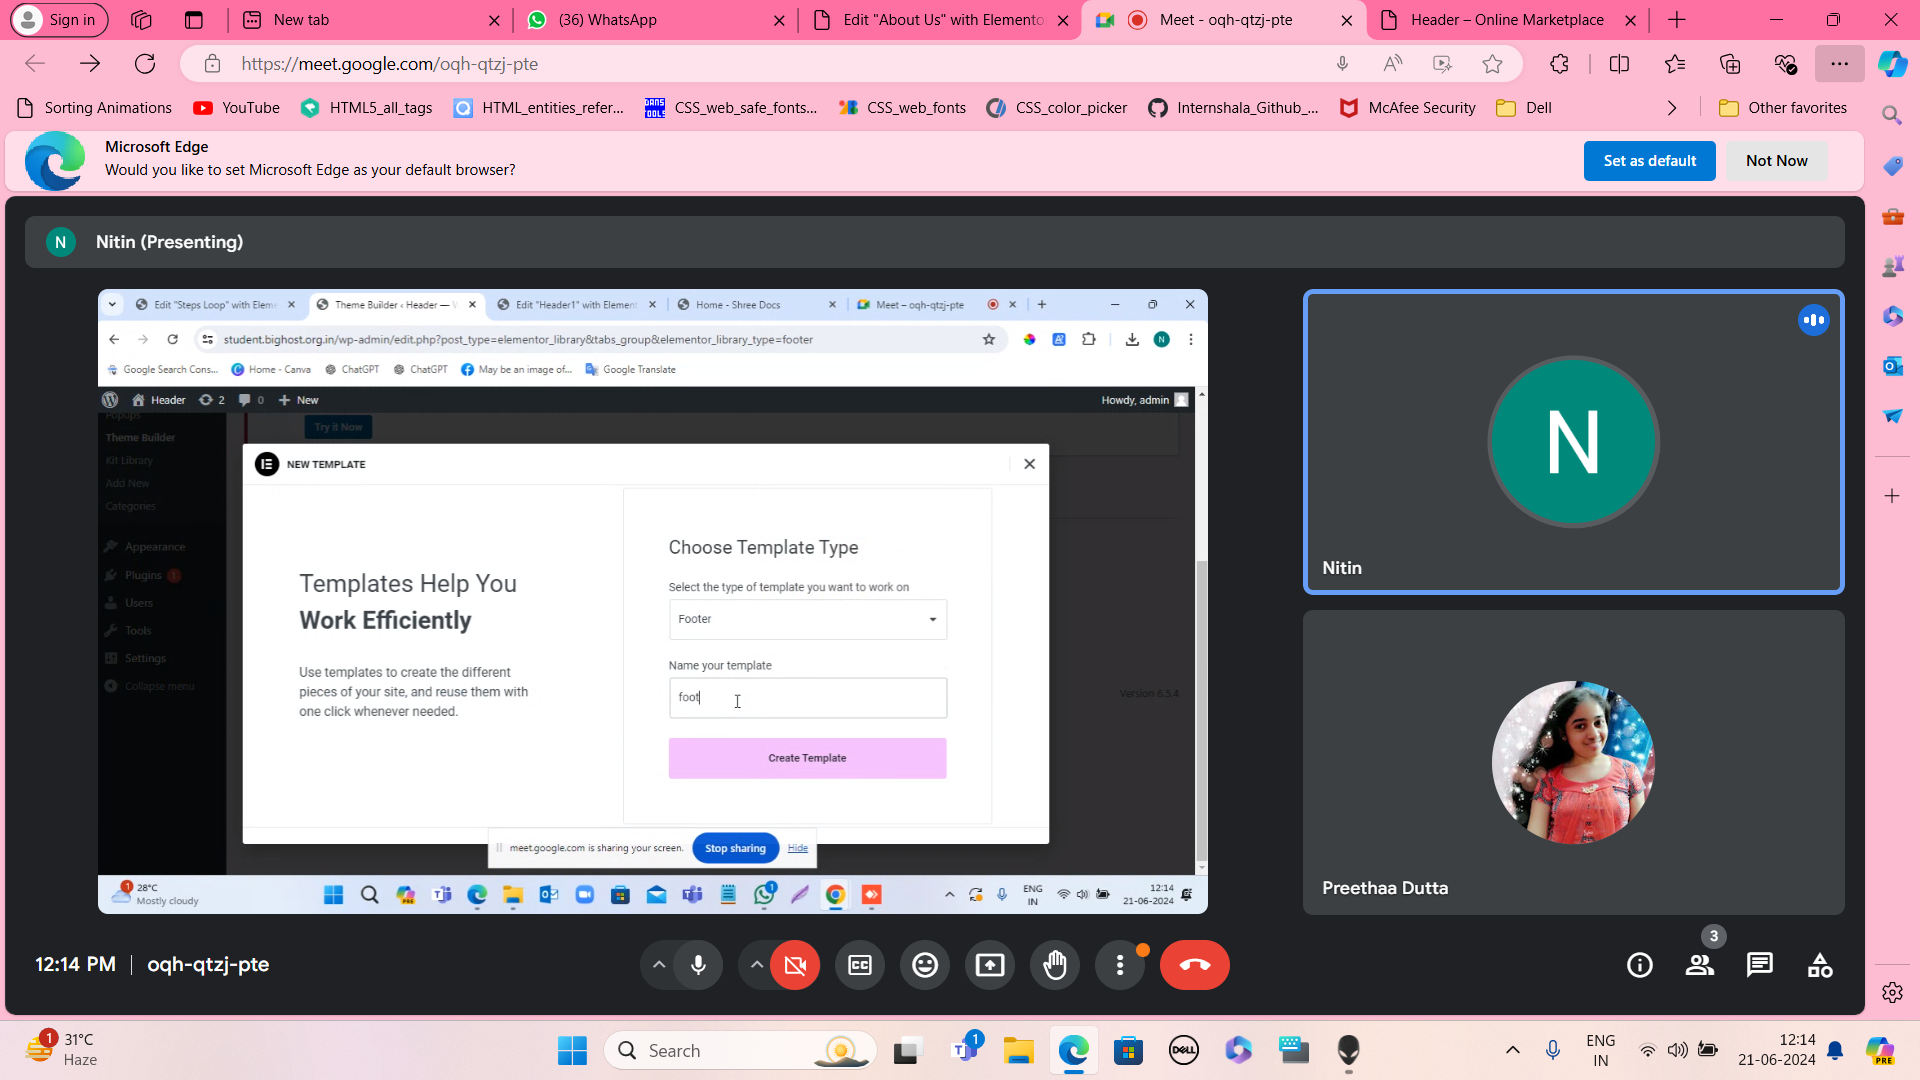 Sign in
New tab
(36) WhatsApp
Edit "About Us" with Elemento
Meet - oqh-qtzj-pte
Header – Online Marketplace
https://meet.google.com/oqh-qtzj-pte
Sorting Animations
YouTube
HTML5_all_tags
HTML_entities_refer...
CSS_web_safe_fonts...
CSS_web_fonts
CSS_color_picker
Internshala_Github_...
McAfee Security
Dell
Other favorites
Microsoft Edge
Would you like to set Microsoft Edge as your default browser?
Set as default
Not Now
N
Nitin (Presenting)
Edit "Steps Loop" with Elem
Theme Builder ‹ Header —
Edit "Header1" with Element
Home - Shree Docs
Meet – oqh-qtzj-pte
student.bighost.org.in/wp-admin/edit.php?post_type=elementor_library&tabs_group&elementor_library_type=footer
Google Search Cons...
Home - Canva
ChatGPT
ChatGPT
May be an image of...
Google Translate
Header
2
0
New
Howdy, admin
Popups
Theme Builder
Kit Library
Add New
Categories
Appearance
Plugins 1
Users
Tools
Settings
Collapse menu
Try it Now
NEW TEMPLATE
Templates Help You
Work Efficiently
Use templates to create the different
pieces of your site, and reuse them with
one click whenever needed.
Choose Template Type
Select the type of template you want to work on
Footer
Name your template
foot
Create Template
Version 6.5.4
meet.google.com is sharing your screen.
Stop sharing
Hide
1
28°C
Mostly cloudy
ENG
IN
12:14
21-06-2024
N
Nitin
Preethaa Dutta
12:14 PM
oqh-qtzj-pte
3
1
31°C
Haze
Search
1
DELL
ENG
IN
12:14
21-06-2024
PRE